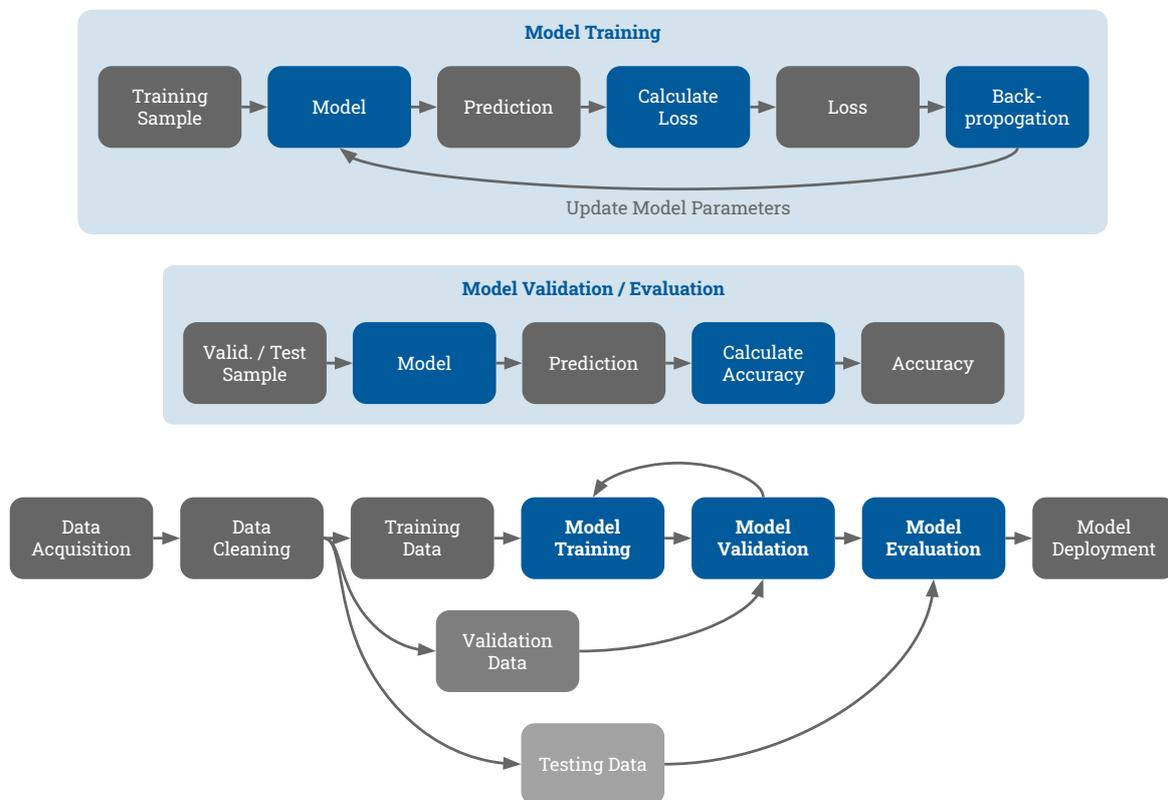 Model Training
Training
Sample
Model
Prediction
Calculate
Loss
Loss
Back-
propogation
Update Model Parameters
Model Validation / Evaluation
Valid. / Test
Sample
Model
Prediction
Calculate
Accuracy
Accuracy
Data
Acquisition
Data
Cleaning
Training
Data
Model
Training
Model
Validation
Model
Evaluation
Model
Deployment
Validation
Data
Testing Data